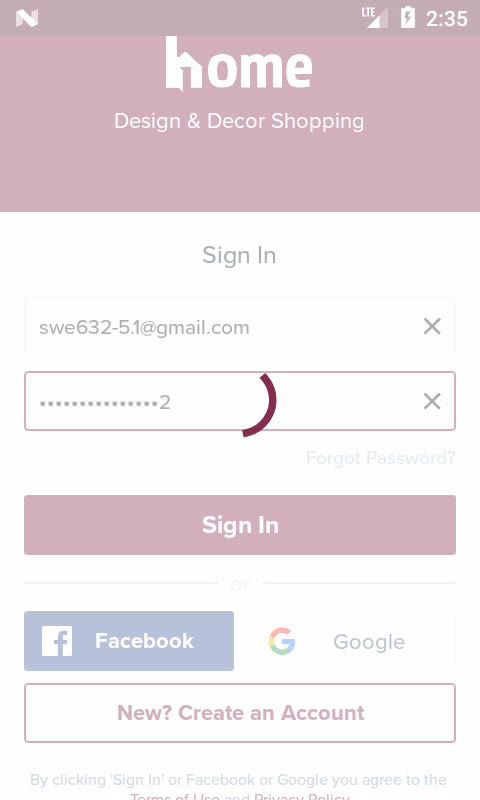 LTE 2:35
home
Design & Decor Shopping
Sign In
swe632-5.1@gmail.com
•••••••••••••••2
Forgot Password?
Sign In
or
Facebook
Google
New? Create an Account
By clicking 'Sign In' or Facebook or Google you agree to the
Terms of Use and Privacy Policy